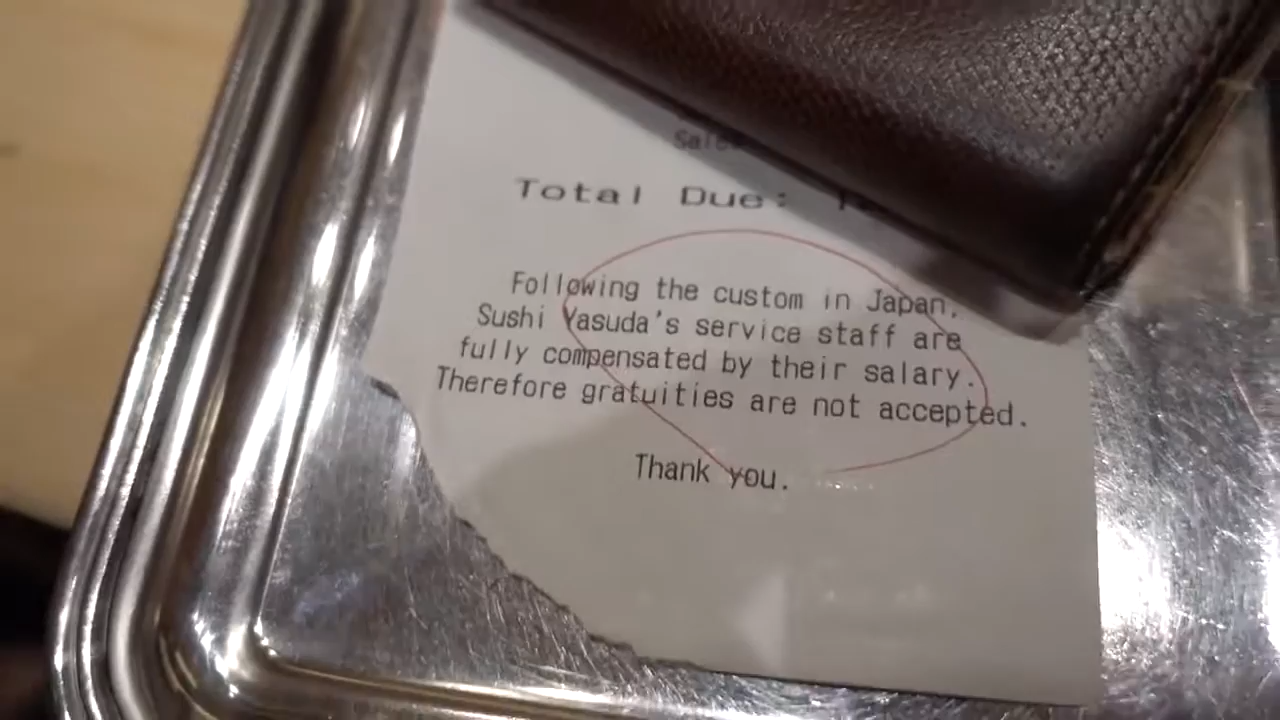 Total Due:
Following the custom in Japan,
Sushi Yasuda's service staff are
fully compensated by their salary.
Therefore gratuities are not accepted.
Thank you.